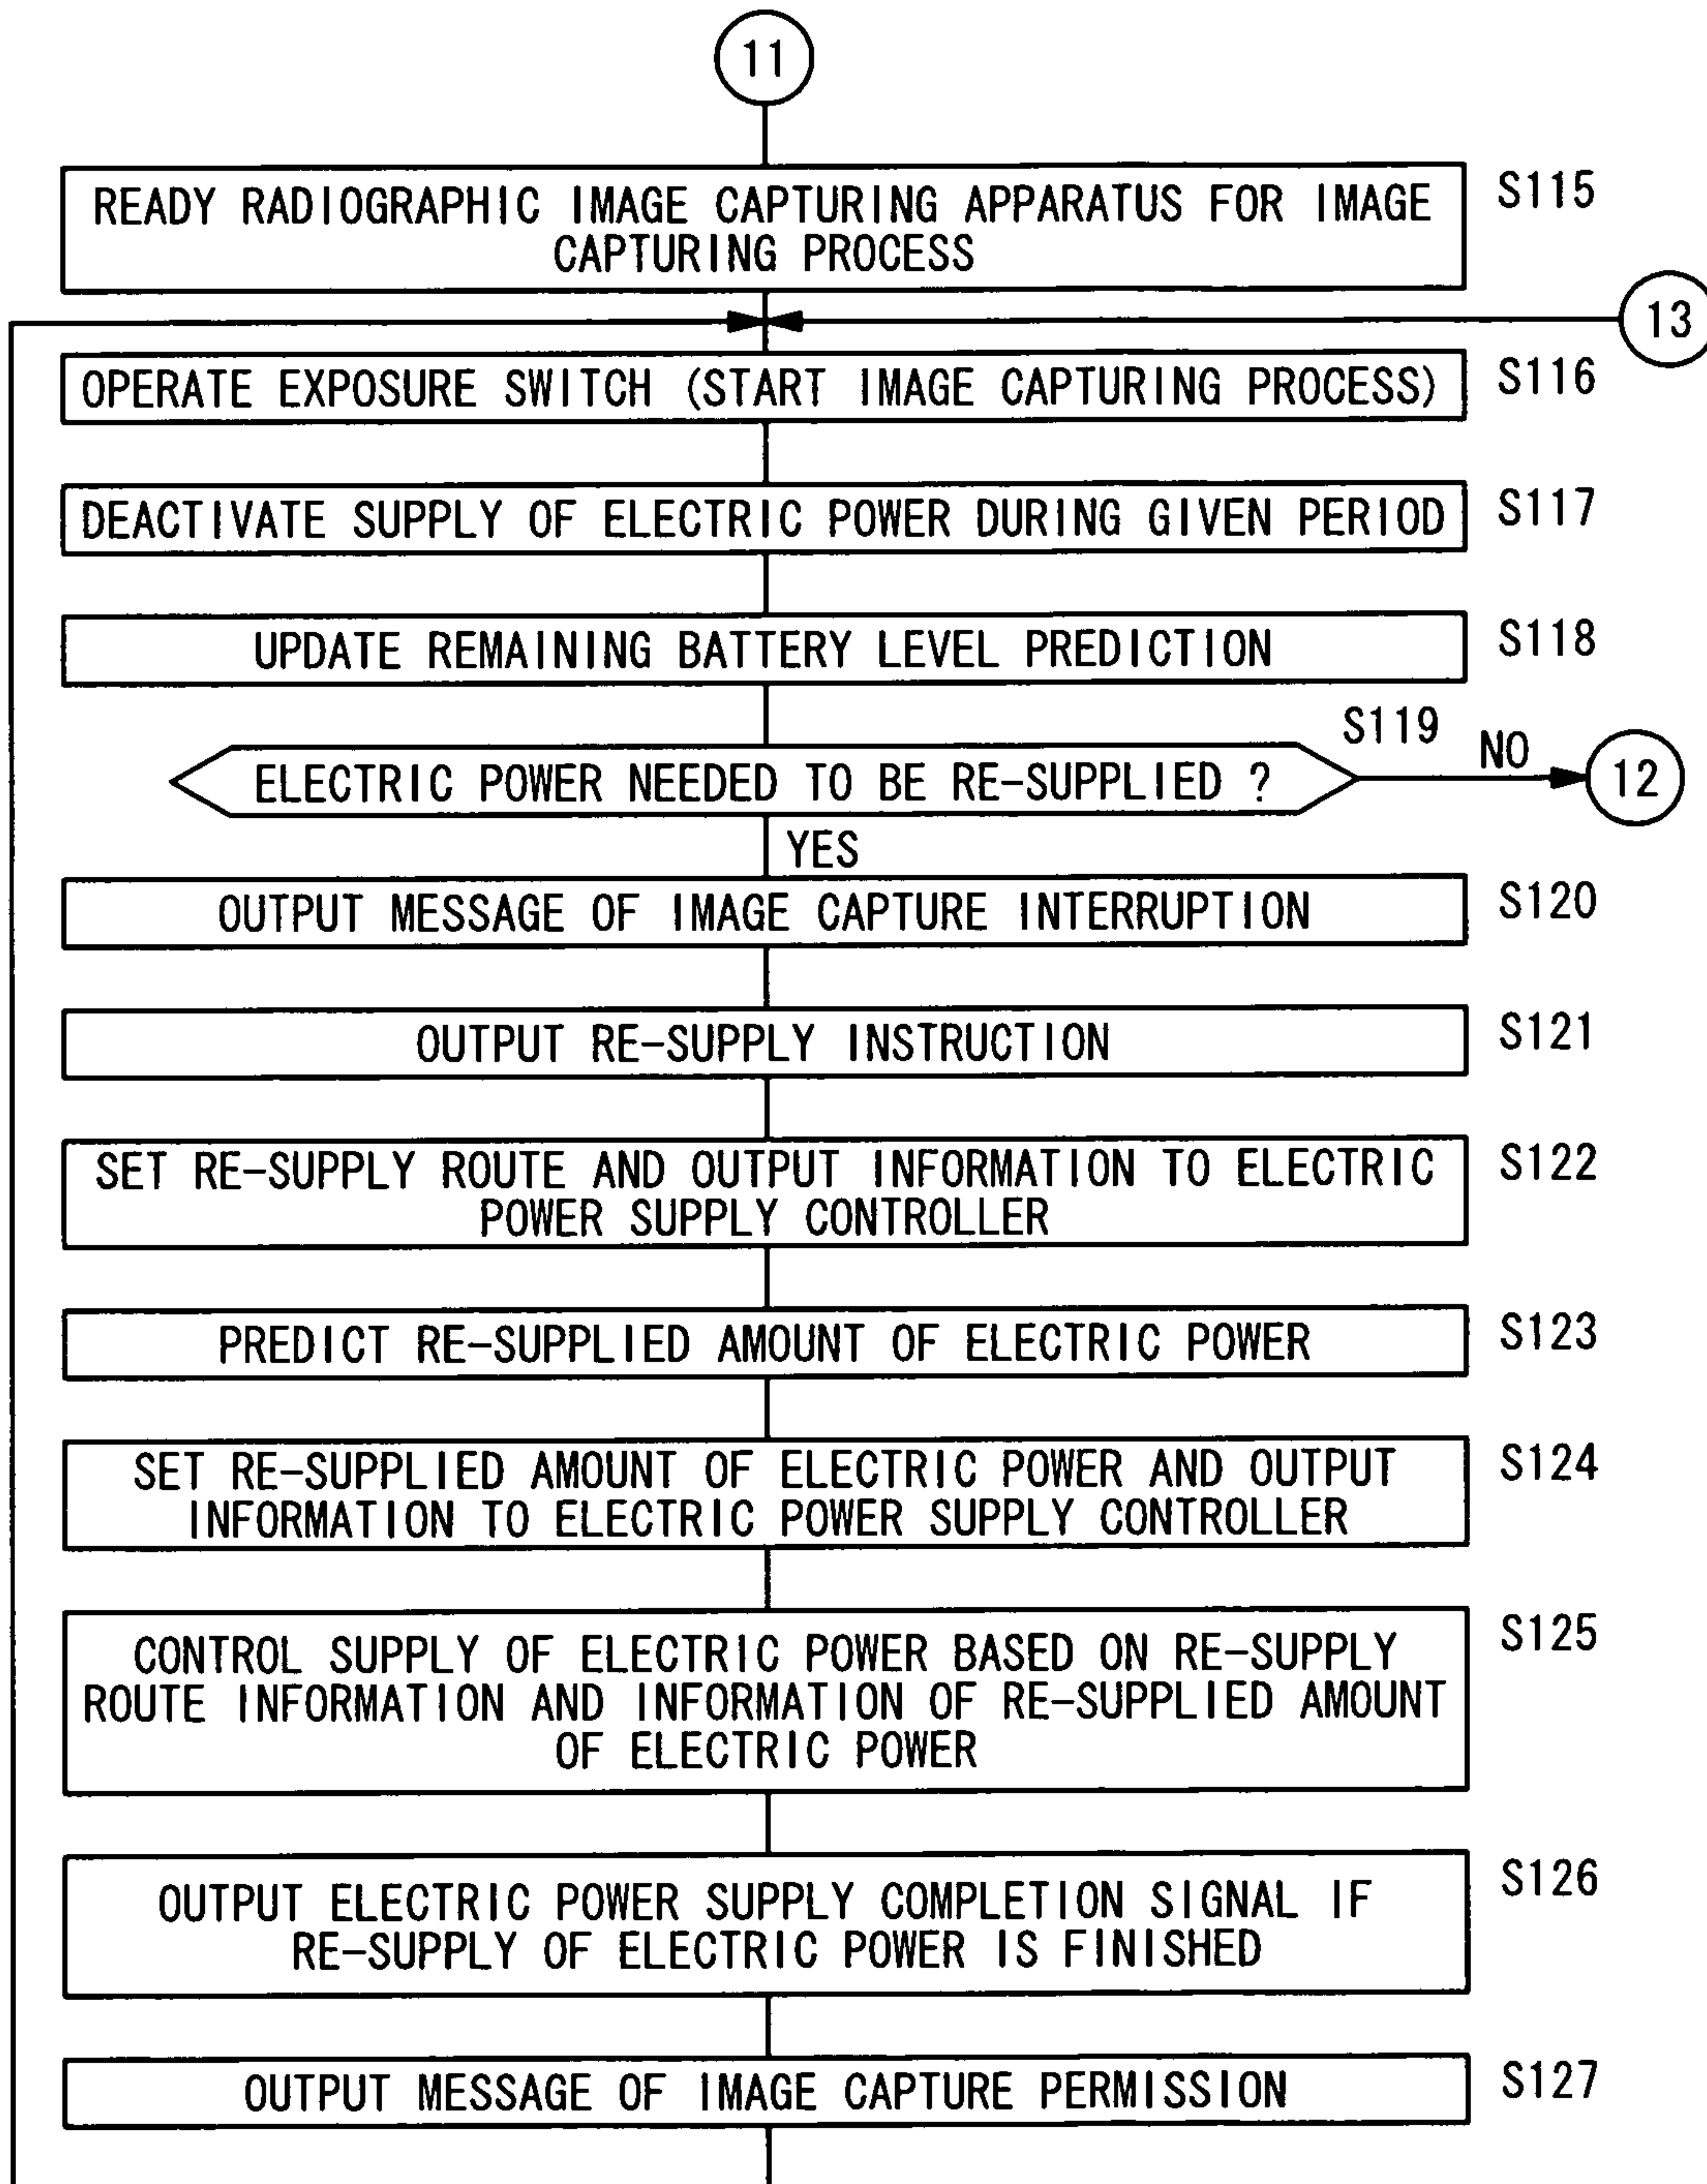 11
READY RADIOGRAPHIC IMAGE CAPTURING APPARATUS FOR IMAGE
CAPTURING PROCESS
S115
13
OPERATE EXPOSURE SWITCH (START IMAGE CAPTURING PROCESS)
S116
DEACTIVATE SUPPLY OF ELECTRIC POWER DURING GIVEN PERIOD
S117
UPDATE REMAINING BATTERY LEVEL PREDICTION
S118
ELECTRIC POWER NEEDED TO BE RE-SUPPLIED ?
S119
NO
12
YES
OUTPUT MESSAGE OF IMAGE CAPTURE INTERRUPTION
S120
OUTPUT RE-SUPPLY INSTRUCTION
S121
SET RE-SUPPLY ROUTE AND OUTPUT INFORMATION TO ELECTRIC
POWER SUPPLY CONTROLLER
S122
PREDICT RE-SUPPLIED AMOUNT OF ELECTRIC POWER
S123
SET RE-SUPPLIED AMOUNT OF ELECTRIC POWER AND OUTPUT
INFORMATION TO ELECTRIC POWER SUPPLY CONTROLLER
S124
CONTROL SUPPLY OF ELECTRIC POWER BASED ON RE-SUPPLY
ROUTE INFORMATION AND INFORMATION OF RE-SUPPLIED AMOUNT
OF ELECTRIC POWER
S125
OUTPUT ELECTRIC POWER SUPPLY COMPLETION SIGNAL IF
RE-SUPPLY OF ELECTRIC POWER IS FINISHED
S126
OUTPUT MESSAGE OF IMAGE CAPTURE PERMISSION
S127